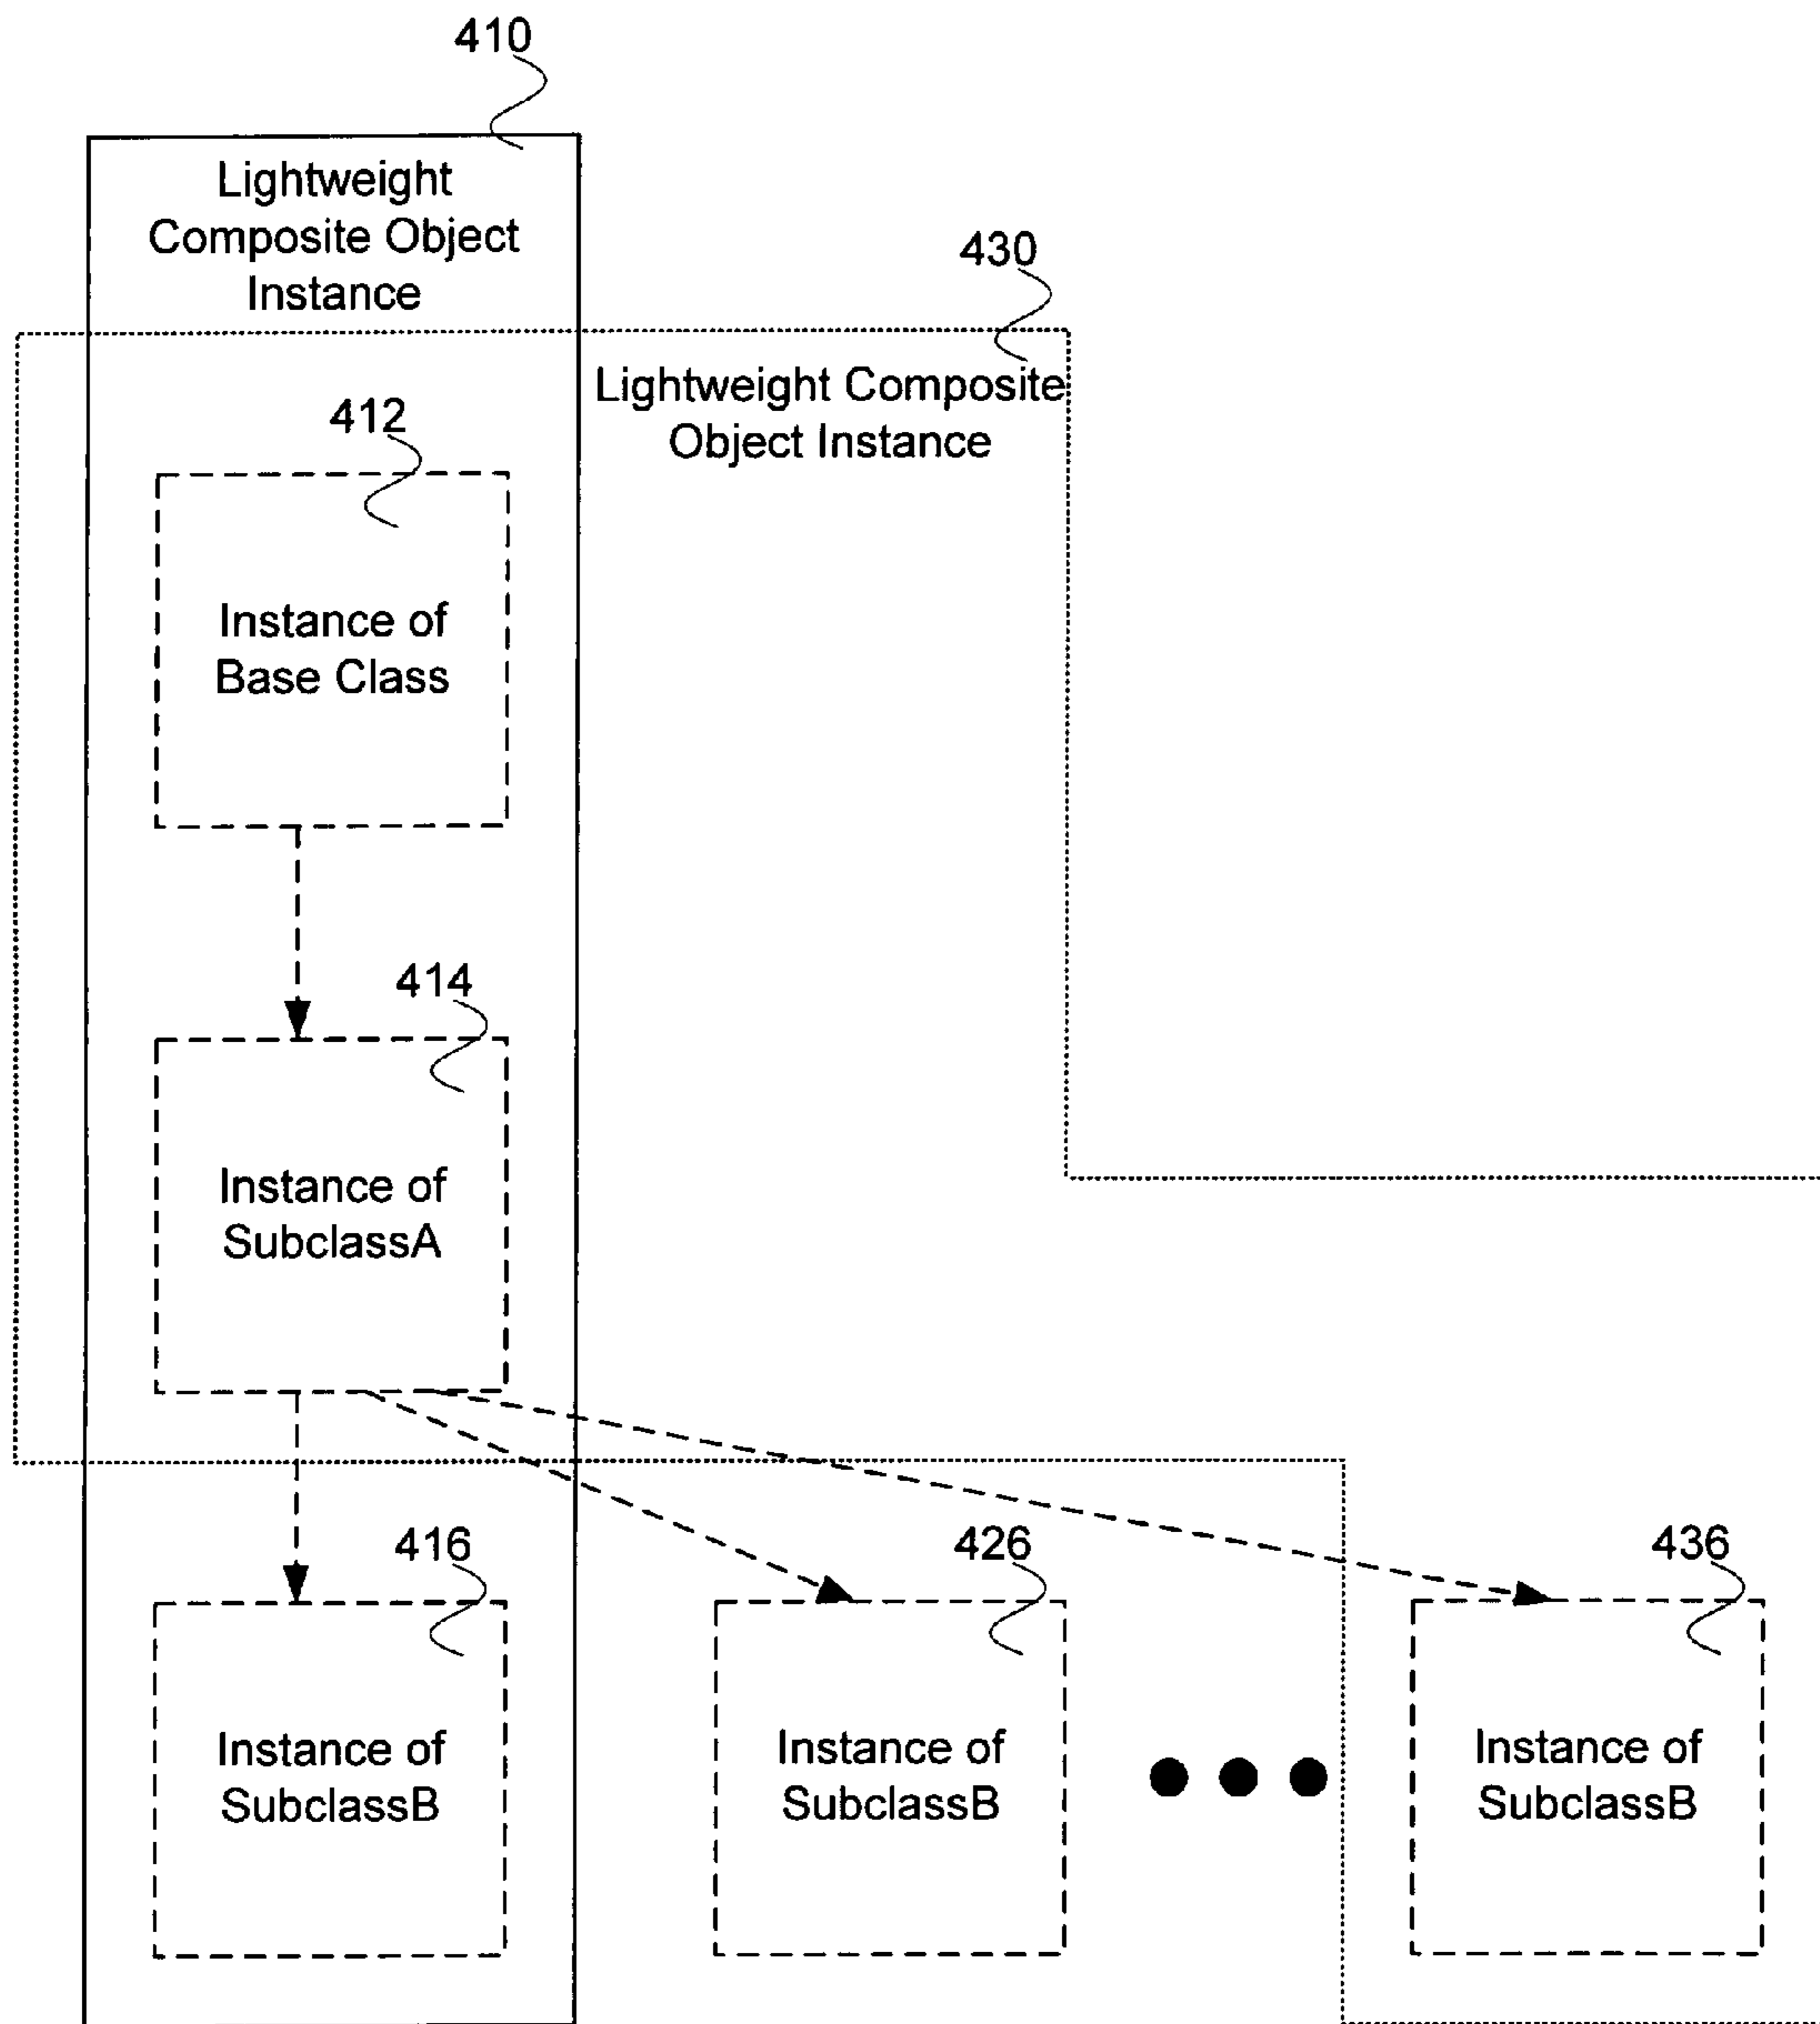 410
Lightweight
Composite Object
Instance
430
Lightweight Composite
Object Instance
412
Instance of
Base Class
414
Instance of
SubclassA
416
426
436
Instance of
SubclassB
Instance of
SubclassB
Instance of
SubclassB